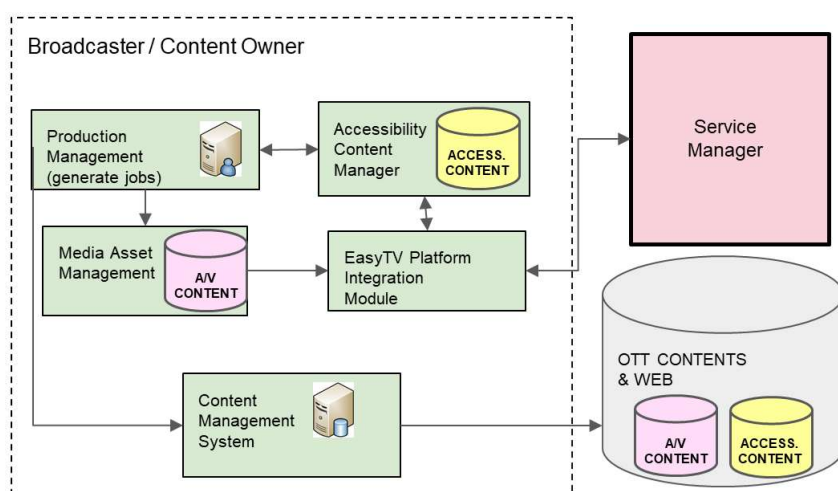 Broadcaster / Content Owner
Production
Management
(generate jobs)
Accessibility
Content
Manager
ACCESS.
CONTENT
Service
Manager
Media Asset
Management
A/V
CONTENT
EasyTV Platform
Integration
Module
OTT CONTENTS
& WEB
Content
Management
System
A/V
CONTENT
ACCESS.
CONTENT